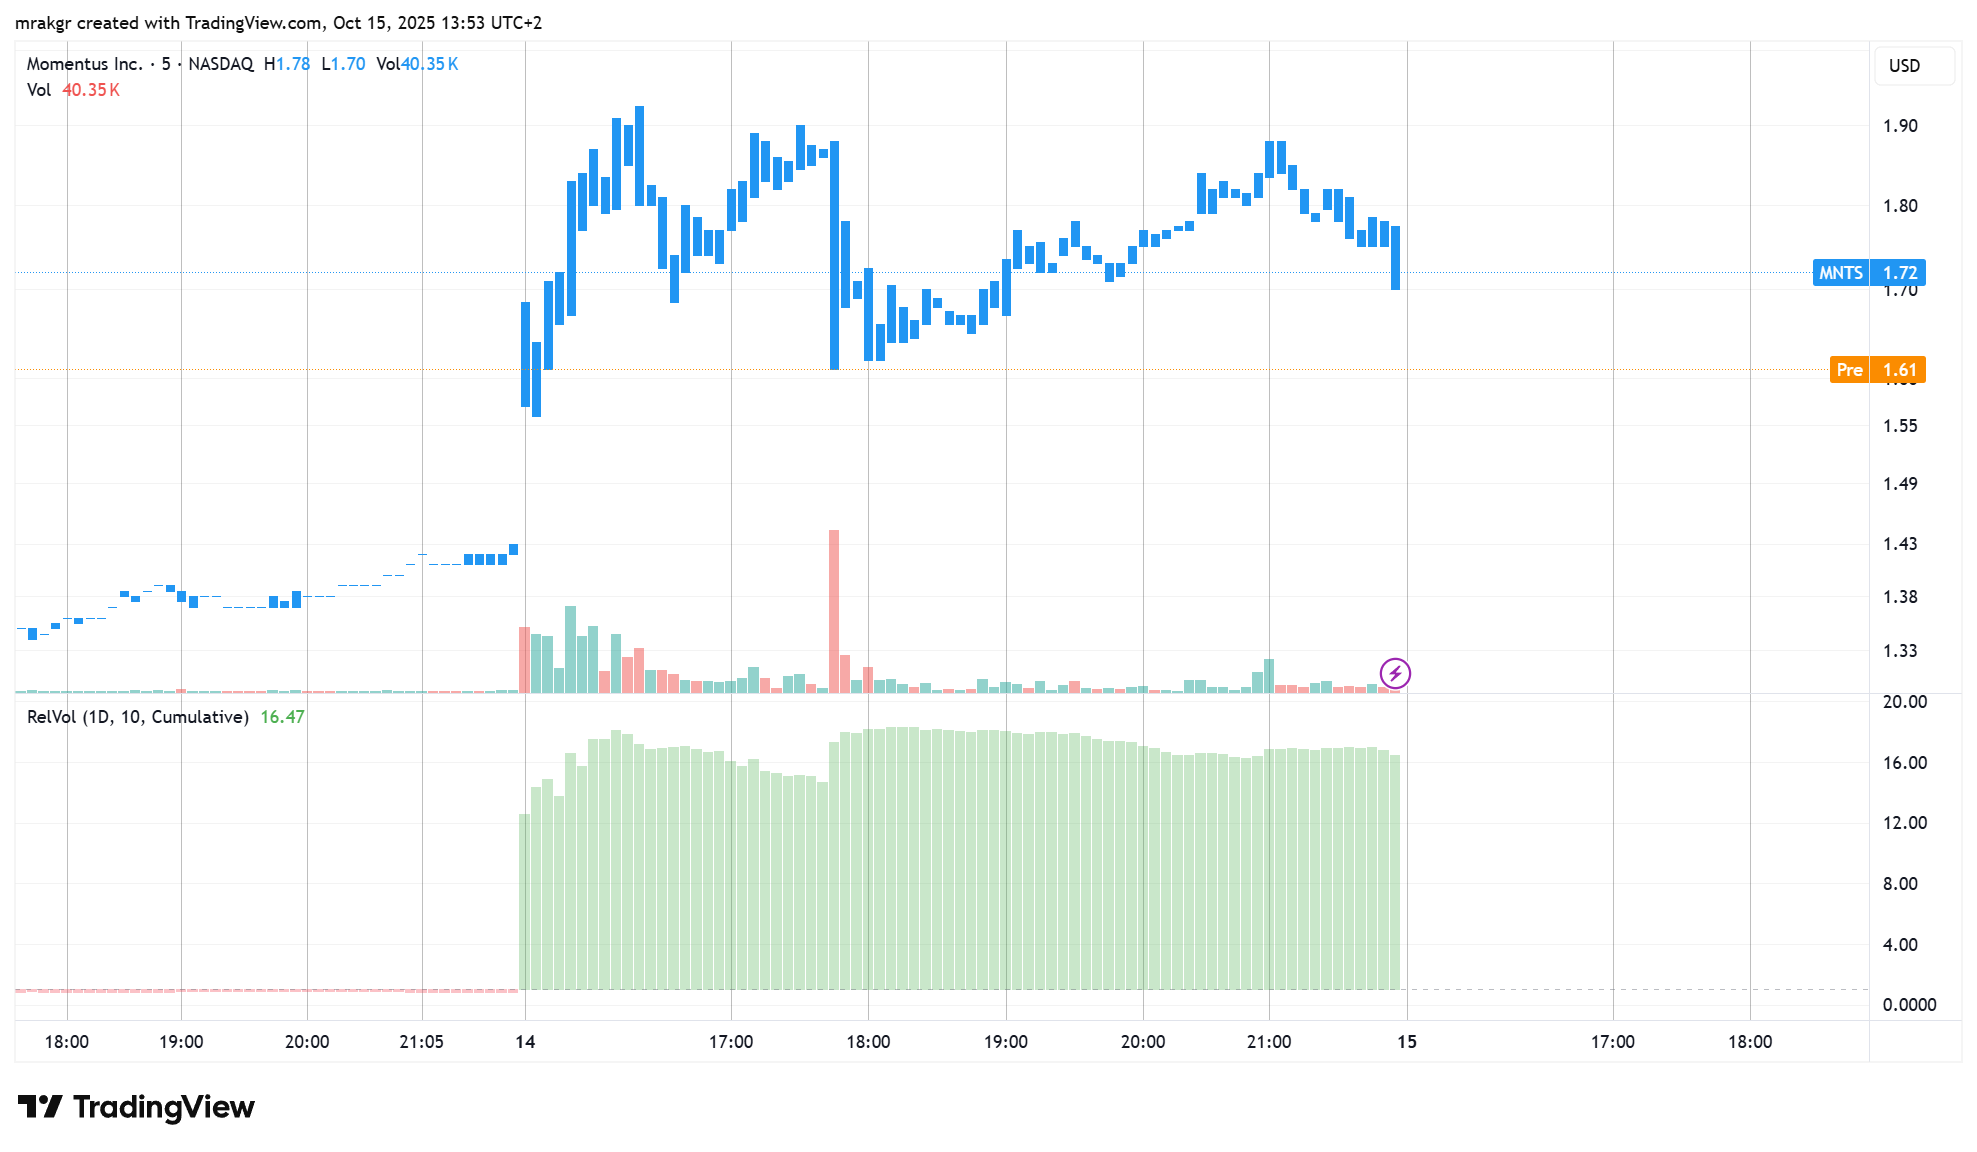 mrakgr created with TradingView.com, Oct 15, 2025 13:53 UTC+2
Momentus Inc. · 5 · NASDAQ H1.78 L1.70 Vol40.35 K
Vol 40.35 K
USD
1.90
1.80
MNTS 1.72
1.70
Pre 1.61
1.55
1.49
1.43
1.38
1.33
RelVol (1D, 10, Cumulative) 16.47
20.00
16.00
12.00
8.00
4.00
0.0000
18:00 19:00 20:00 21:05 14 17:00 18:00 19:00 20:00 21:00 15 17:00 18:00
TradingView